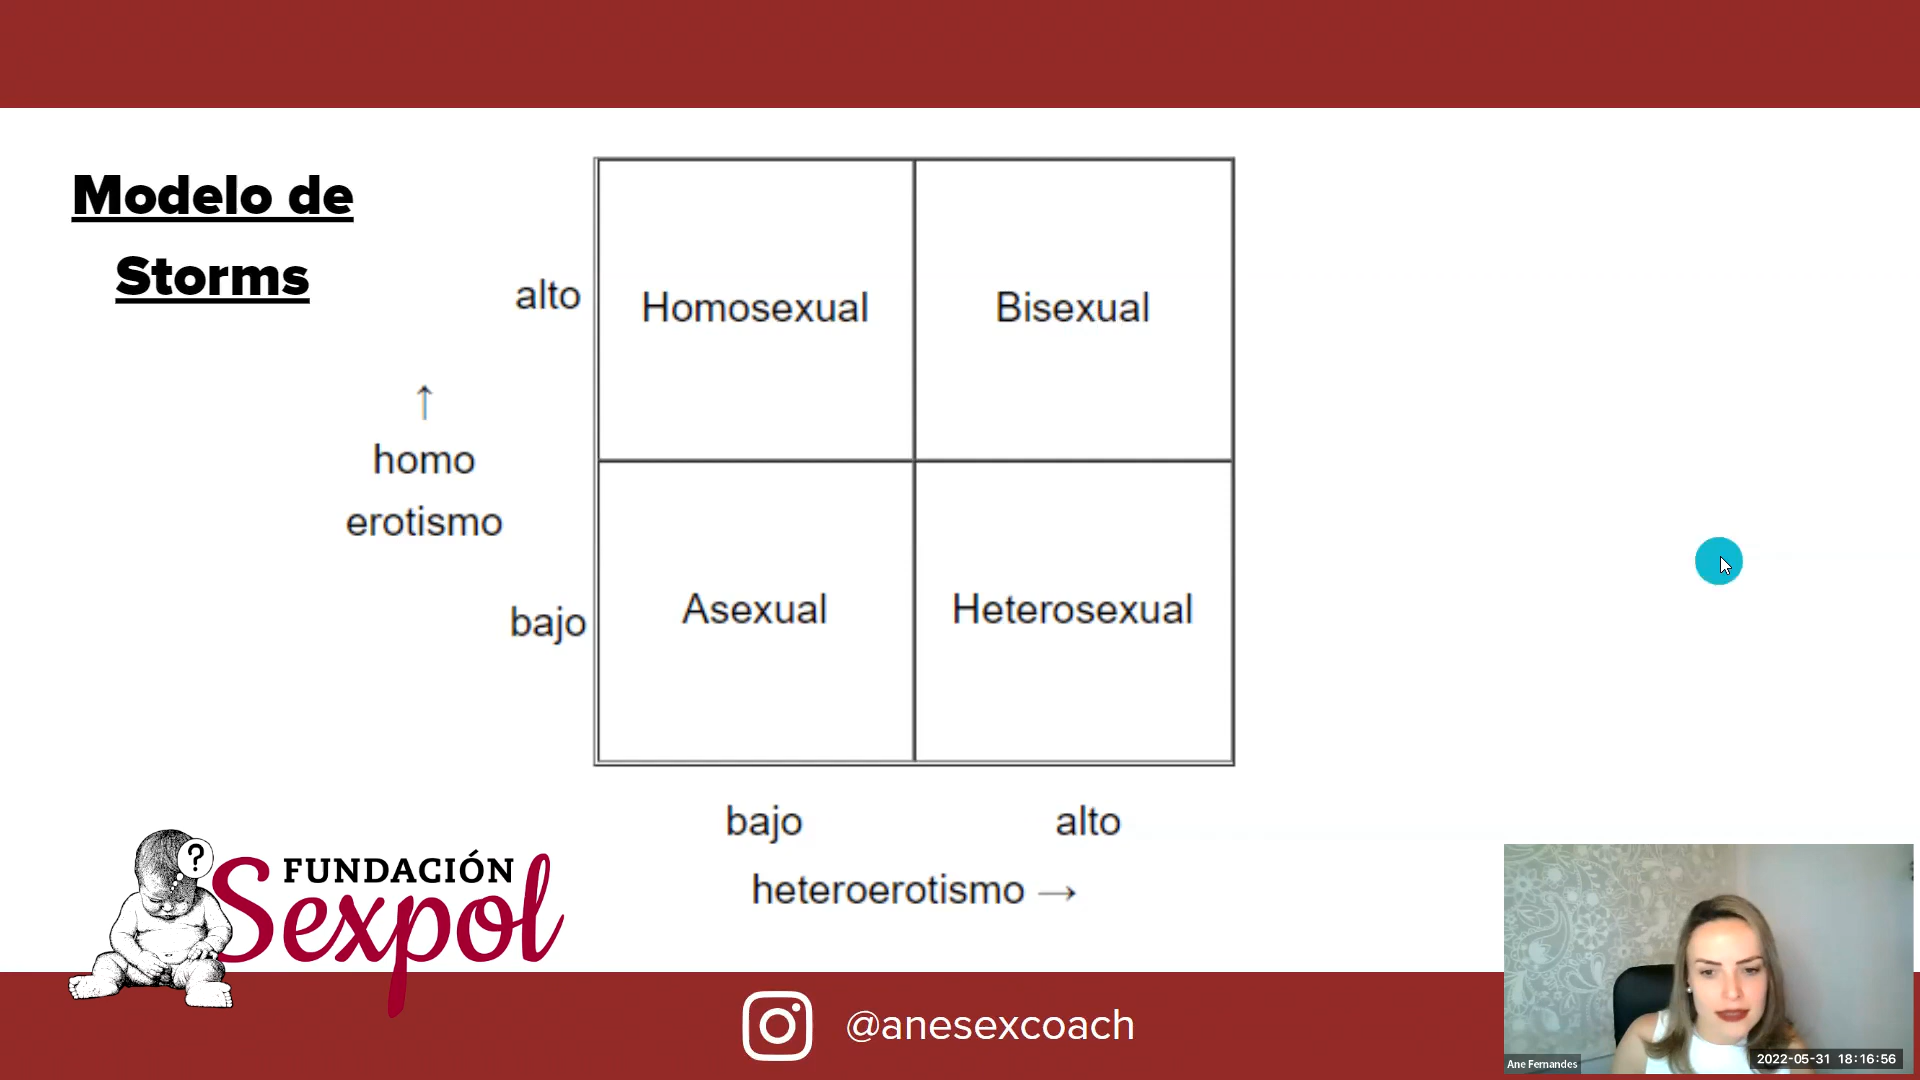 Modelo de
Storms
alto
Homosexual
Bisexual
↑
homo
erotismo
bajo
Asexual
Heterosexual
bajo
alto
heteroerotismo →
?
FUNDACIÓN
Sexpol
@anesexcoach
Ane Fernandes
2022-05-31 18:16:56